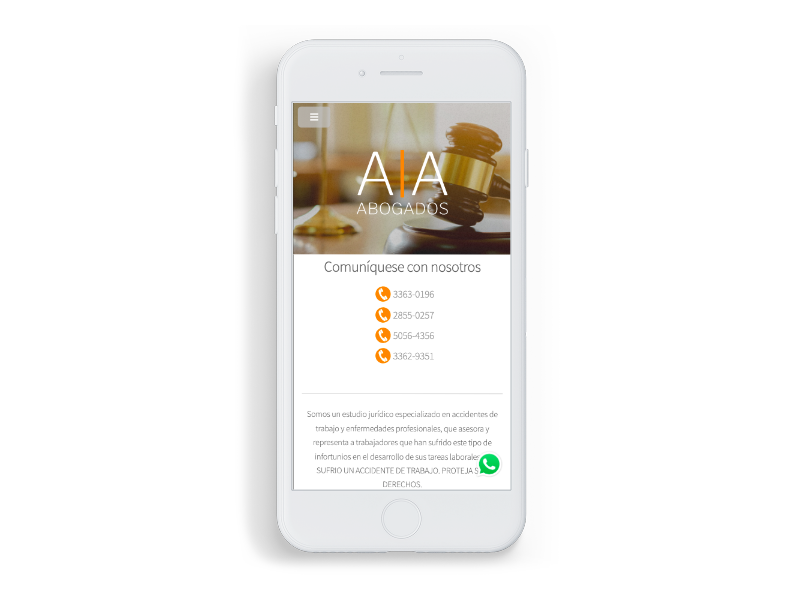 A|A
ABOGADOS
Comuníquese con nosotros
3363-0196
2855-0257
5056-4356
3362-9351
Somos un estudio jurídico especializado en accidentes de
trabajo y enfermedades profesionales, que asesora y
representa a trabajadores que han sufrido este tipo de
infortunios en el desarrollo de sus tareas laborales
SUFRIO UN ACCIDENTE DE TRABAJO, PROTEJA S
DERECHOS.